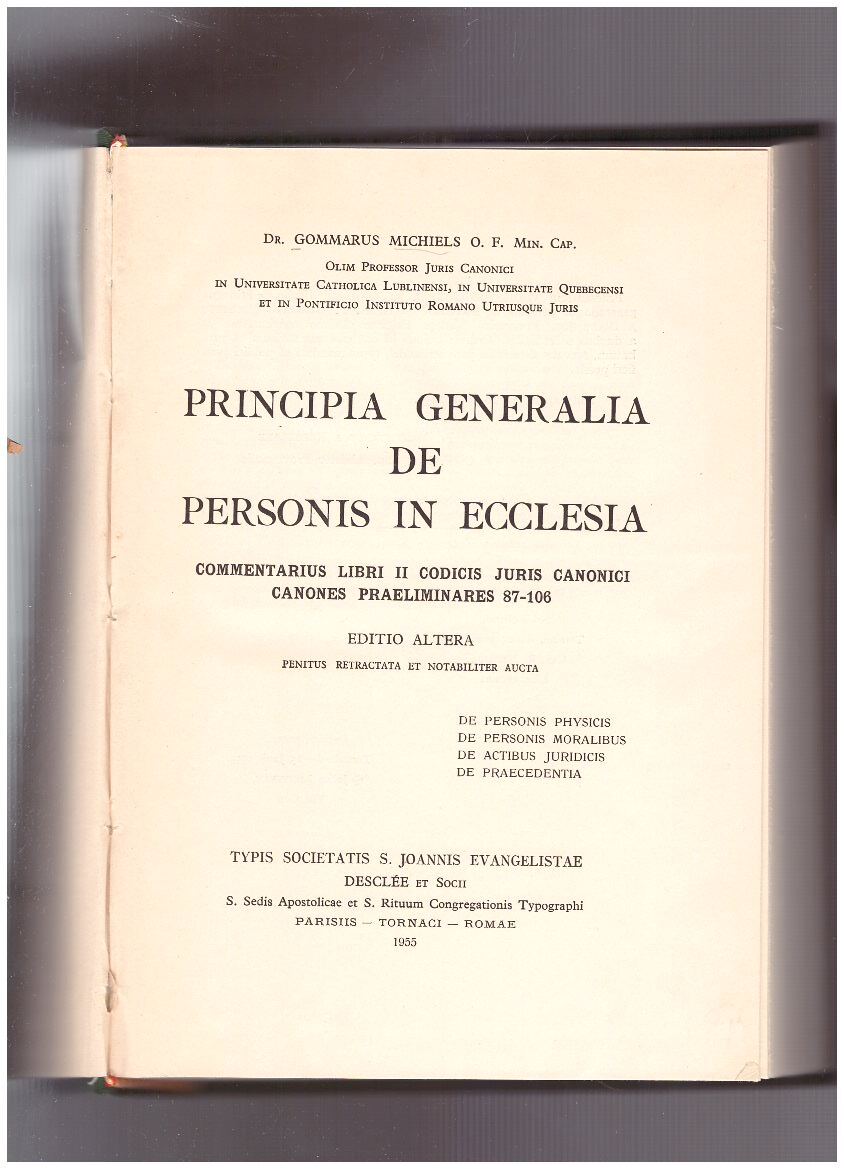 Dr. GOMMARUS MICHIELS O. F. Min. Cap.
Olim Professor Juris Canonici
in Universitate Catholica Lublinensi, in Universitate Quebecensi
et in Pontificio Instituto Romano Utriusque Juris
PRINCIPIA GENERALIA
DE
PERSONIS IN ECCLESIA
COMMENTARIUS LIBRI II CODICIS JURIS CANONICI
CANONES PRAELIMINARES 87-106
EDITIO ALTERA
PENITUS RETRACTATA ET NOTABILITER AUCTA
DE PERSONIS PHYSICIS
DE PERSONIS MORALIBUS
DE ACTIBUS JURIDICIS
DE PRAECEDENTIA
TYPIS SOCIETATIS S. JOANNIS EVANGELISTAE
DESCLÉE et Socii
S. Sedis Apostolicae et S. Rituum Congregationis Typographi
PARISIIS — TORNACI — ROMAE
1955